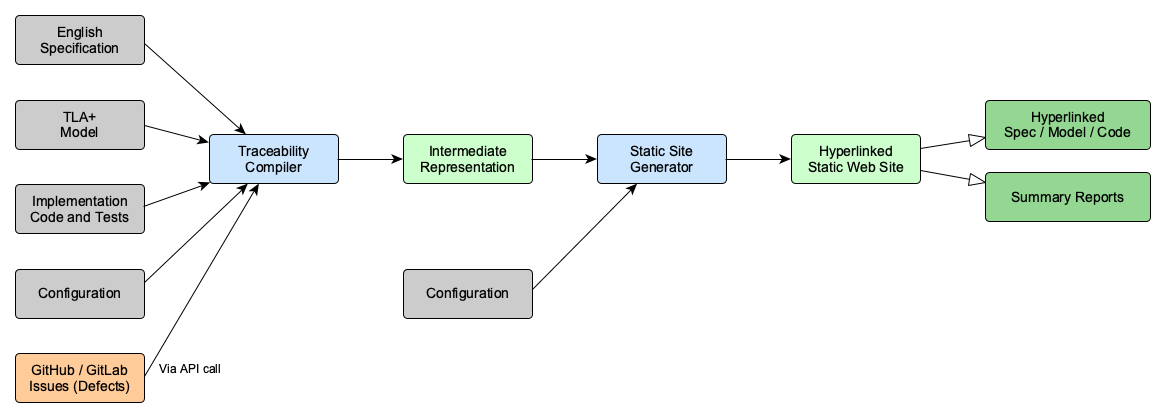 English
Specification
TLA+
Model
Implementation
Code and Tests
Configuration
GitHub / GitLab
Issues (Defects)
Via API call
Traceability
Compiler
Intermediate
Representation
Configuration
Static Site
Generator
Hyperlinked
Static Web Site
Hyperlinked
Spec / Model / Code
Summary Reports